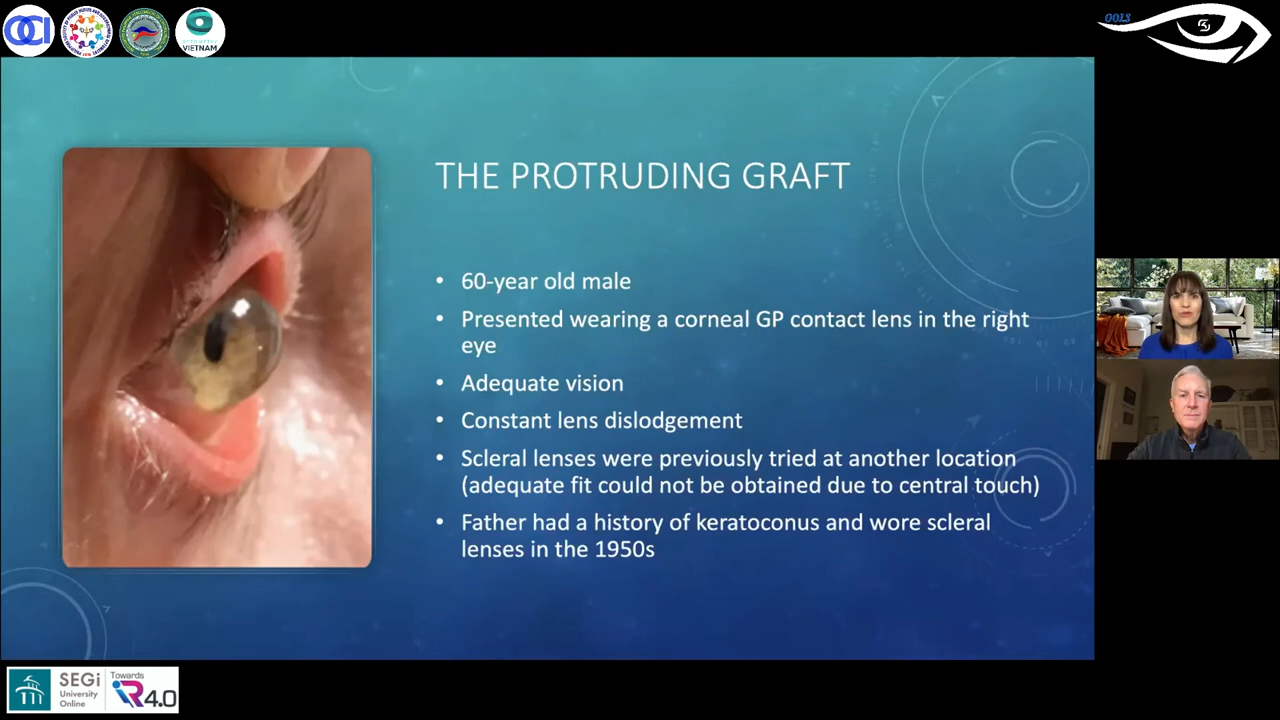 OCI
VIETNAM
OOLS
THE PROTRUDING GRAFT
• 60-year old male
• Presented wearing a corneal GP contact lens in the right
eye
• Adequate vision
• Constant lens dislodgement
• Scleral lenses were previously tried at another location
(adequate fit could not be obtained due to central touch)
• Father had a history of keratoconus and wore scleral
lenses in the 1950s
SEGi
University
Online
Towards
iR4.0